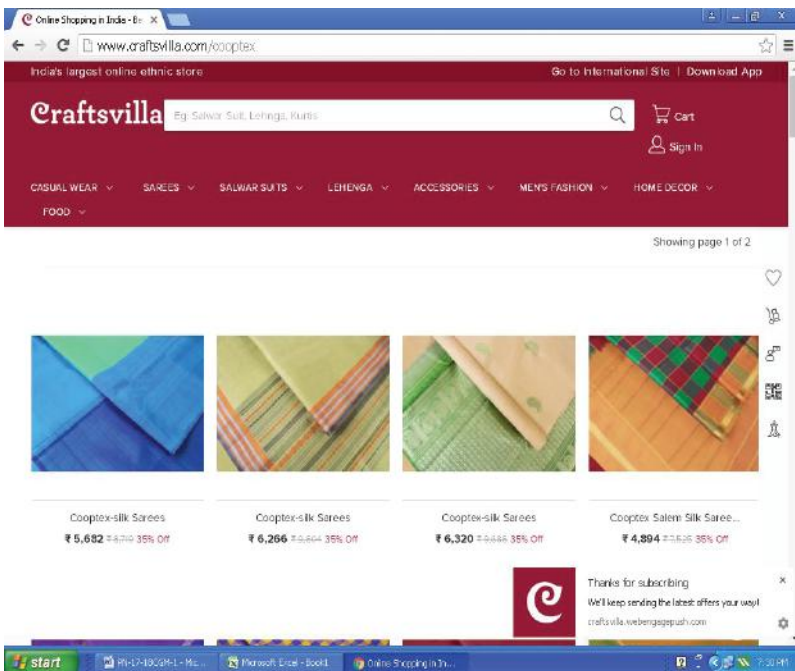 Online Shopping in India - Be
www.craftsvilla.com/cooptex
India's largest online ethnic store
Go to International Site | Download App
Craftsvilla
Eg: Salwar Suit, Lehnga, Kurtis
Cart
Sign In
CASUAL WEAR SAREES SALWAR SUITS LEHENGA ACCESSORIES MEN'S FASHION HOME DECOR
FOOD
Showing page 1 of 2
Cooptex-silk Sarees
₹ 5,682 35% Off
Cooptex-silk Sarees
₹ 6,266 35% Off
Cooptex-silk Sarees
₹ 6,320 35% Off
Cooptex Salem Silk Saree...
₹ 4,894 35% Off
Thanks for subscribing
We'll keep sending the latest offers your way!
craftsvilla.webengagepush.com
start
Microsoft Excel - Book1
Online Shopping in In...